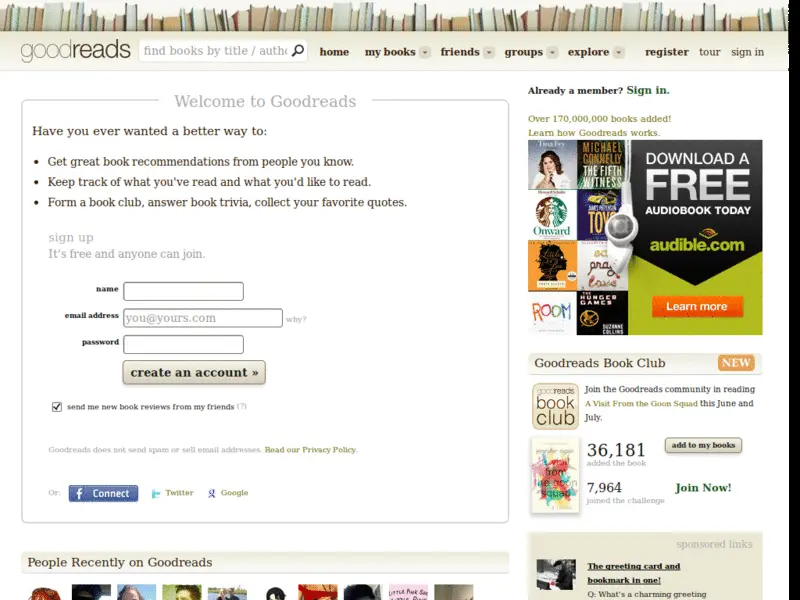 goodreads
find books by title / autho
home
my books
friends
groups
explore
register
tour
sign in
Welcome to Goodreads
Have you ever wanted a better way to:
Get great book recommendations from people you know.
Keep track of what you've read and what you'd like to read.
Form a book club, answer book trivia, collect your favorite quotes.
sign up
It's free and anyone can join.
name
email address
you@yours.com
why?
password
create an account »
send me new book reviews from my friends (?)
Goodreads does not send spam or sell email addresses. Read our Privacy Policy.
Or:
f Connect
Twitter
Google
People Recently on Goodreads
Already a member? Sign in.
Over 170,000,000 books added!
Learn how Goodreads works.
Tina Fey
MICHAEL
CONNELLY
THE FIFTH
WITNESS
Onward
TOYS
eat
pray
love
ROOM
THE
HUNGER
GAMES
SUZANNE
COLLINS
DOWNLOAD A
FREE
AUDIOBOOK TODAY
audible.com
Learn more
Goodreads Book Club
NEW
goodreads
book
club
Join the Goodreads community in reading
A Visit From the Goon Squad this June and
July.
a visit
from
the goon
squad
36,181
added the book
add to my books
7,964
joined the challenge
Join Now!
sponsored links
The greeting card and
bookmark in one!
Q: What's a charming greeting